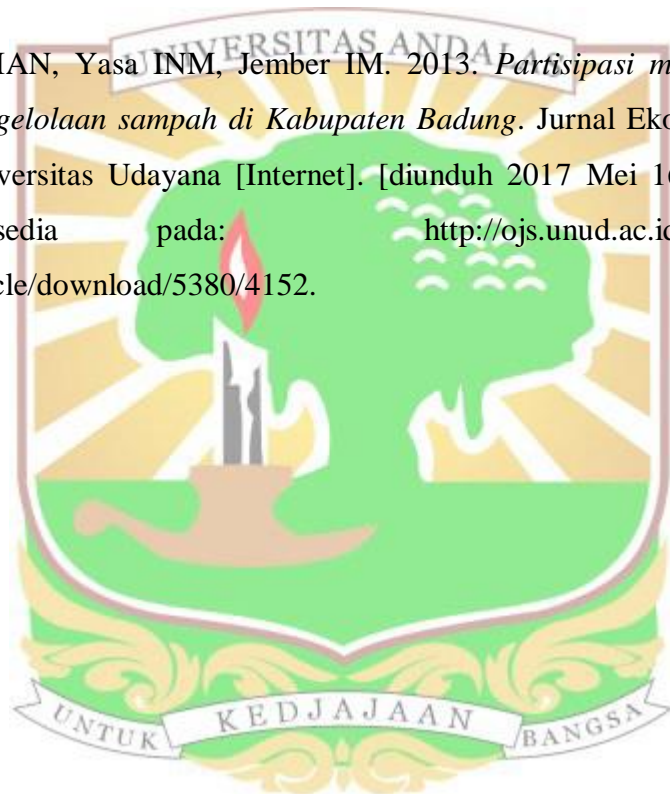 UNIVERSITAS ANDALAS
IAN, Yasa INM, Jember IM. 2013. Partisipasi m
gelolaan sampah di Kabupaten Badung. Jurnal Eko
versitas Udayana [Internet]. [diunduh 2017 Mei 1
sedia pada: http://ojs.unud.ac.id
cle/download/5380/4152.
UNTUK KEDJAJAAN BANGSA